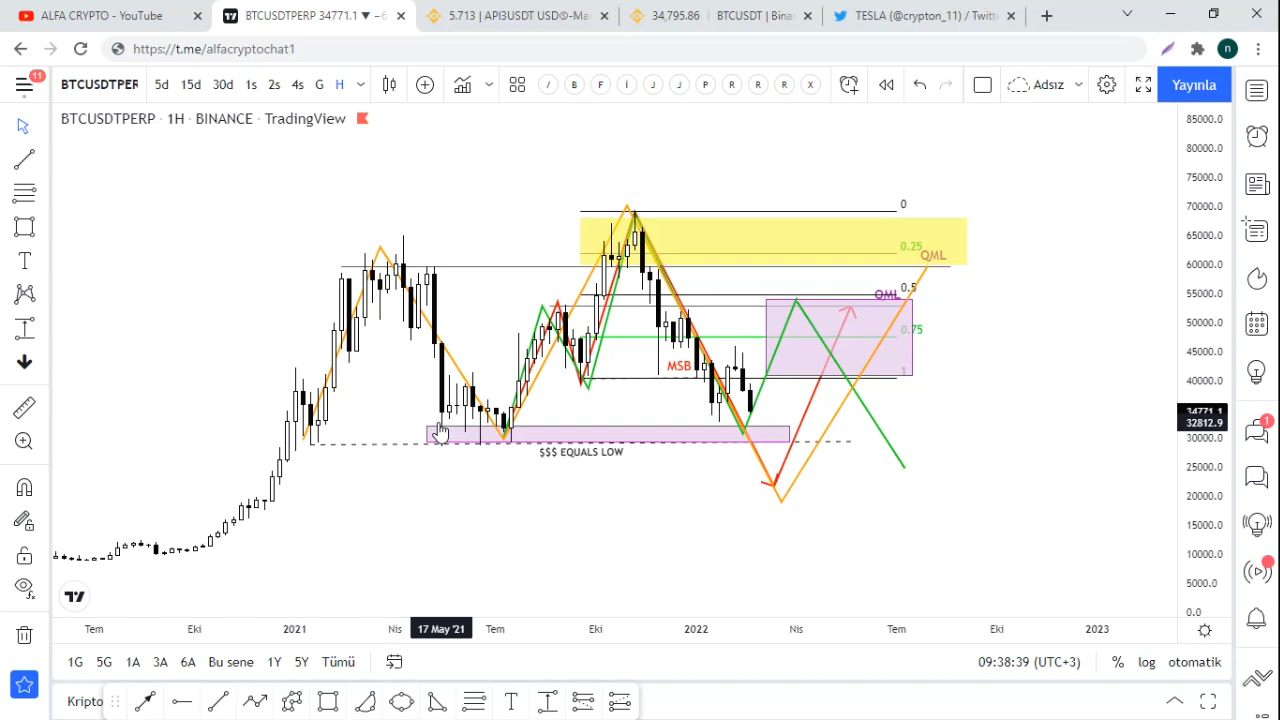 ALFA CRYPTO - YouTube
BTCUSDTPERP 34771.1 ▼ −6
5.713 | API3USDT USDⓈ-Ma
34,795.86 | BTCUSDT | Binan
TESLA (@crypton_11) / Twitt
https://t.me/alfacryptochat1
n
11
BTCUSDTPERP
5d 15d 30d 1s 2s 4s G H
/ B F İ J J P R R R X
Adsız
Yayınla
BTCUSDTPERP · 1H · BINANCE · TradingView
85000.0
80000.0
75000.0
70000.0
65000.0
60000.0
55000.0
50000.0
45000.0
40000.0
34771.1
32812.9
30000.0
25000.0
20000.0
15000.0
10000.0
5000.0
0.0
0
0.25
QML
0.5
QML
0.75
MSB
1
$$$ EQUALS LOW
1
Tem Eki 2021 Nis 17 May '21 Tem Eki 2022 Nis Tem Eki 2023
1G 5G 1A 3A 6A Bu sene 1Y 5Y Tümü
09:38:39 (UTC+3) % log otomatik
Kripto